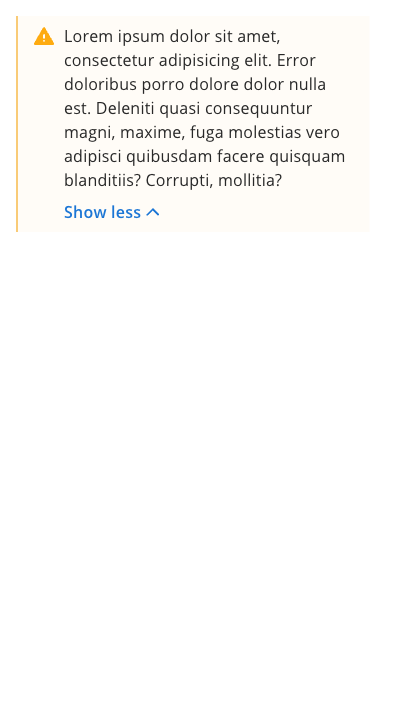 Lorem ipsum dolor sit amet,
consectetur adipisicing elit. Error
doloribus porro dolore dolor nulla
est. Deleniti quasi consequuntur
magni, maxime, fuga molestias vero
adipisci quibusdam facere quisquam
blanditiis? Corrupti, mollitia?
Show less